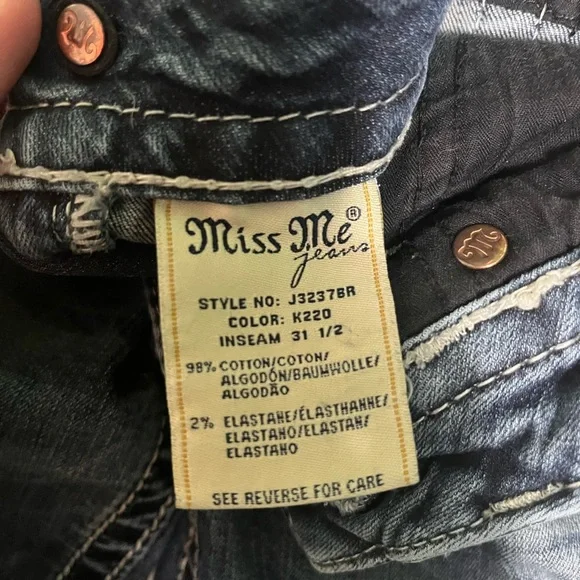 Miss Me®
jeans
STYLE NO: J3237BR
COLOR: K220
INSEAM 31 1/2
98% COTTON/COTON/
ALGODÓN/BAUMWOLLE/
ALGODÃO
2% ELASTANE/ÉLASTHANNE/
ELASTANO/ELASTAN/
ELASTANO
SEE REVERSE FOR CARE